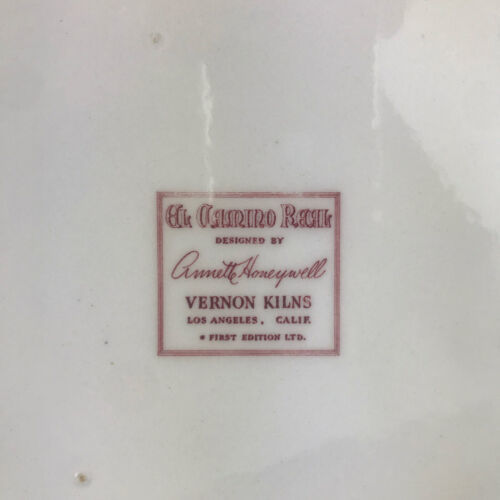 El Camino Real
DESIGNED BY
Annette Honeywell
VERNON KILNS
LOS ANGELES, CALIF.
* FIRST EDITION LTD.